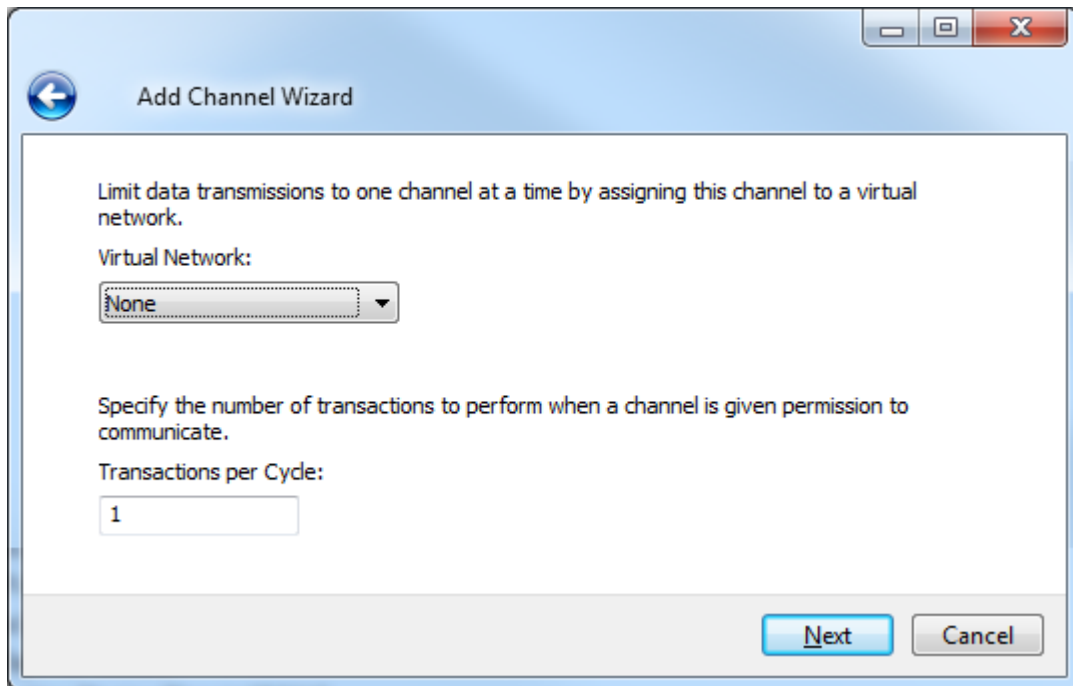 Add Channel Wizard
Limit data transmissions to one channel at a time by assigning this channel to a virtual
network.
Virtual Network:
None
Specify the number of transactions to perform when a channel is given permission to
communicate.
Transactions per Cycle:
1
Next
Cancel